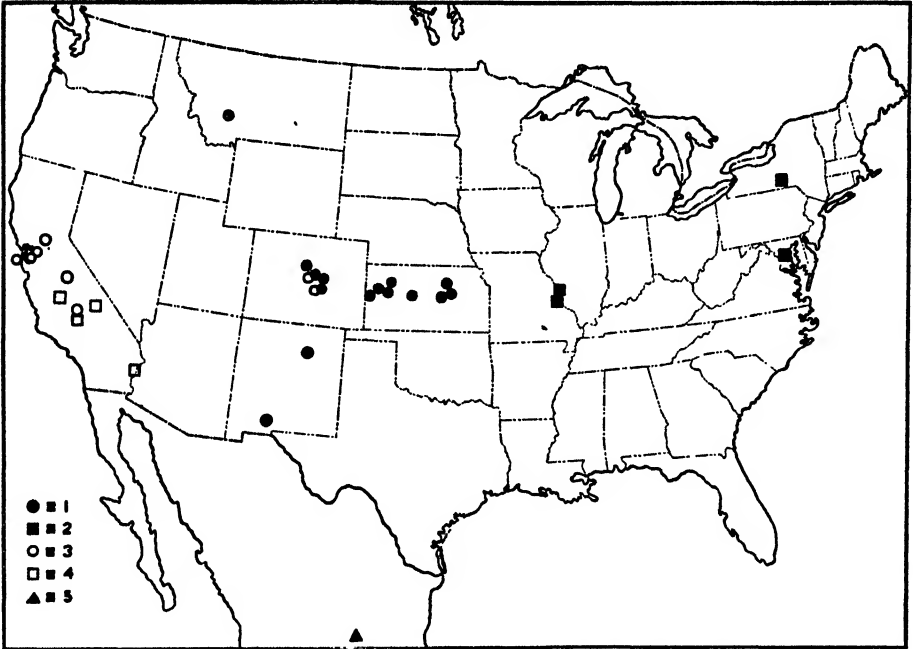 ● = 1
■ = 2
○ = 3
□ = 4
▲ = 5